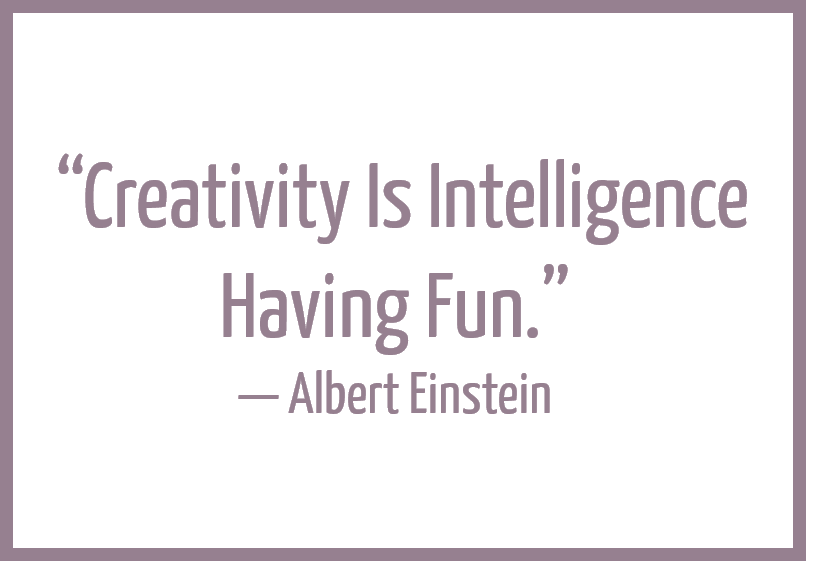 “Creativity Is Intelligence
Having Fun.”
— Albert Einstein